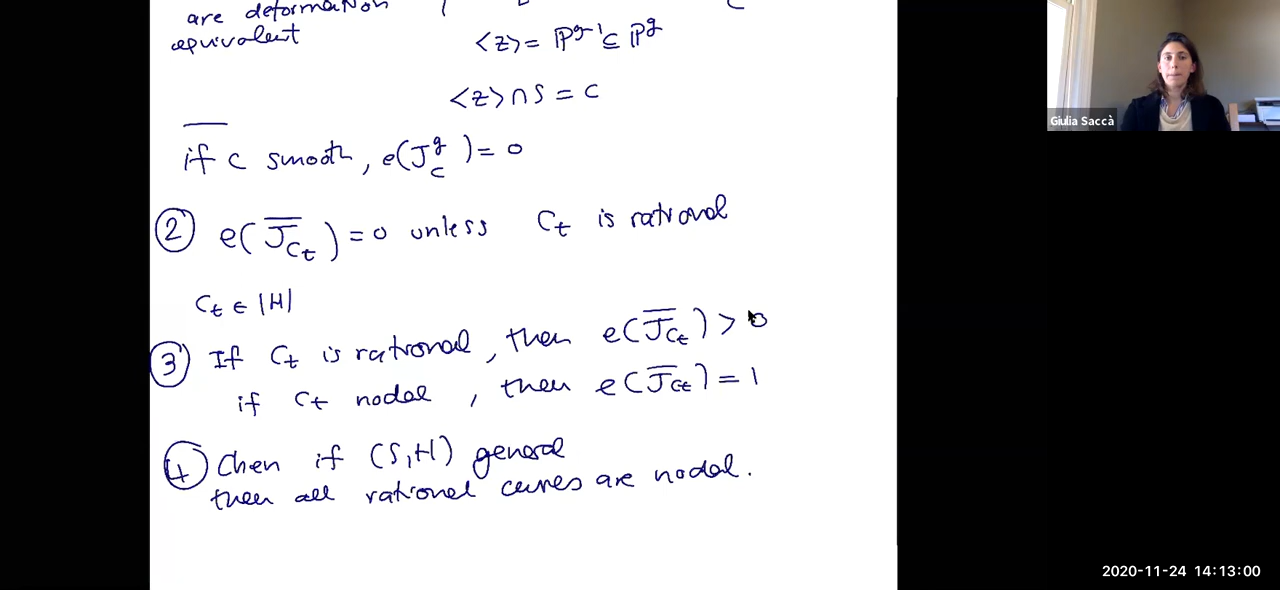 are deformation
equivalent
<z> = ℙ^g' ⊆ ℙ^g
<z> ∩ S = C
if C smooth, e(J^g_C) = 0
② e(J̅_{C_t}) = 0 unless C_t is rational
C_t ∈ |H|
③ If C_t is rational, then e(J̅_{C_t}) > 0
if C_t nodal, then e(J̅_{C_t}) = 1
④ Chen if (S,H) general
then all rational curves are nodal.
Giulia Saccà
2020-11-24 14:13:00